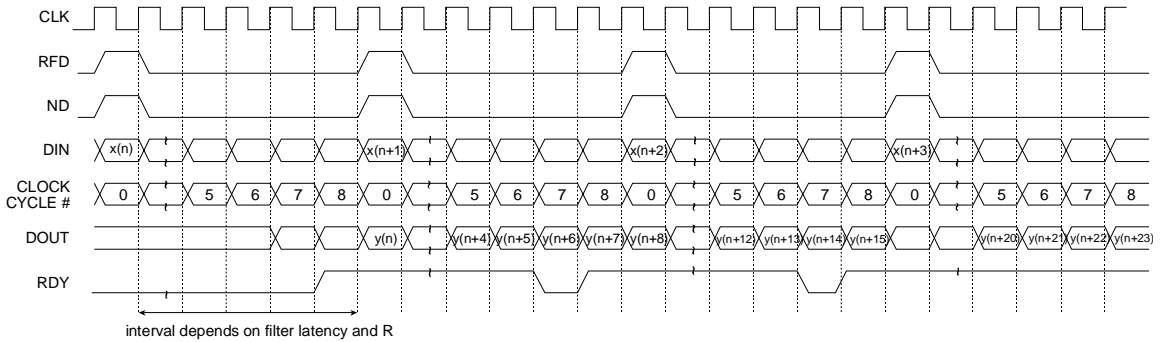 CLK
RFD
ND
DIN x(n) x(n+1) x(n+2) x(n+3)
CLOCK
CYCLE # 0 5 6 7 8 0 5 6 7 8 0 5 6 7 8 0 5 6 7 8
DOUT y(n) y(n+4) y(n+5) y(n+6) y(n+7) y(n+8) y(n+12) y(n+13) y(n+14) y(n+15) y(n+20) y(n+21) y(n+22) y(n+23)
RDY
interval depends on filter latency and R